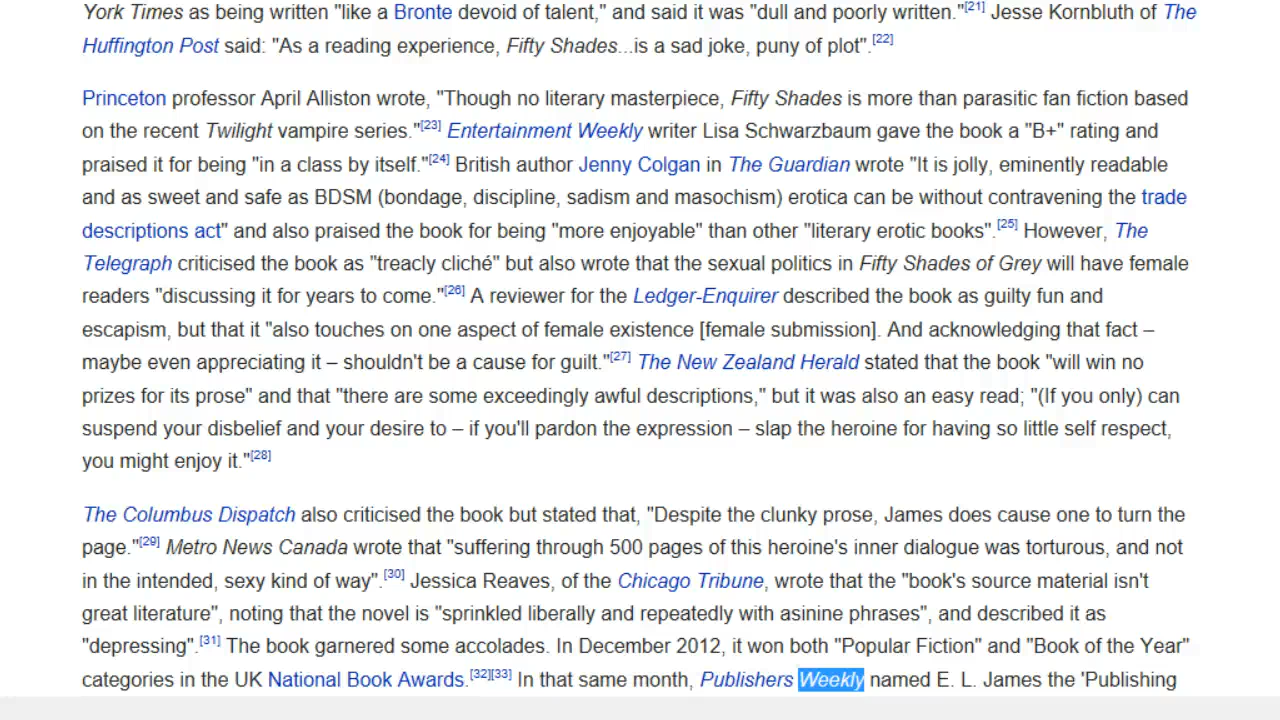 York Times as being written "like a Bronte devoid of talent," and said it was "dull and poorly written."[21] Jesse Kornbluth of The
Huffington Post said: "As a reading experience, Fifty Shades...is a sad joke, puny of plot".[22]
Princeton professor April Alliston wrote, "Though no literary masterpiece, Fifty Shades is more than parasitic fan fiction based
on the recent Twilight vampire series."[23] Entertainment Weekly writer Lisa Schwarzbaum gave the book a "B+" rating and
praised it for being "in a class by itself."[24] British author Jenny Colgan in The Guardian wrote "It is jolly, eminently readable
and as sweet and safe as BDSM (bondage, discipline, sadism and masochism) erotica can be without contravening the trade
descriptions act" and also praised the book for being "more enjoyable" than other "literary erotic books".[25] However, The
Telegraph criticised the book as "treacly cliché" but also wrote that the sexual politics in Fifty Shades of Grey will have female
readers "discussing it for years to come."[26] A reviewer for the Ledger-Enquirer described the book as guilty fun and
escapism, but that it "also touches on one aspect of female existence [female submission]. And acknowledging that fact –
maybe even appreciating it – shouldn't be a cause for guilt."[27] The New Zealand Herald stated that the book "will win no
prizes for its prose" and that "there are some exceedingly awful descriptions," but it was also an easy read; "(If you only) can
suspend your disbelief and your desire to – if you'll pardon the expression – slap the heroine for having so little self respect,
you might enjoy it."[28]
The Columbus Dispatch also criticised the book but stated that, "Despite the clunky prose, James does cause one to turn the
page."[29] Metro News Canada wrote that "suffering through 500 pages of this heroine's inner dialogue was torturous, and not
in the intended, sexy kind of way".[30] Jessica Reaves, of the Chicago Tribune, wrote that the "book's source material isn't
great literature", noting that the novel is "sprinkled liberally and repeatedly with asinine phrases", and described it as
"depressing".[31] The book garnered some accolades. In December 2012, it won both "Popular Fiction" and "Book of the Year"
categories in the UK National Book Awards.[32][33] In that same month, Publishers Weekly named E. L. James the 'Publishing